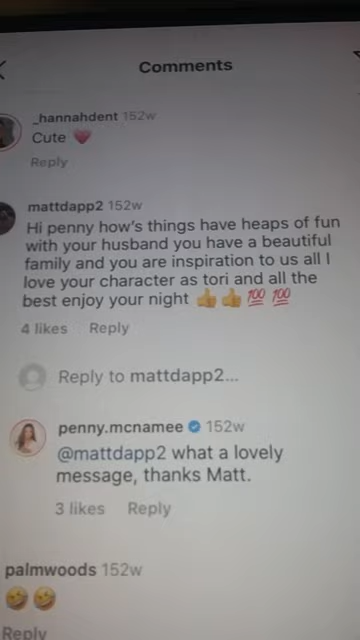 Comments
_hannahdent 152w
Cute 💗
Reply
mattdapp2 152w
Hi penny how's things have heaps of fun
with your husband you have a beautiful
family and you are inspiration to us all I
love your character as tori and all the
best enjoy your night 👍👍💯💯
4 likes Reply
Reply to mattdapp2...
penny.mcnamee 152w
@mattdapp2 what a lovely
message, thanks Matt.
3 likes Reply
palmwoods 152w
🤣🤣
Reply